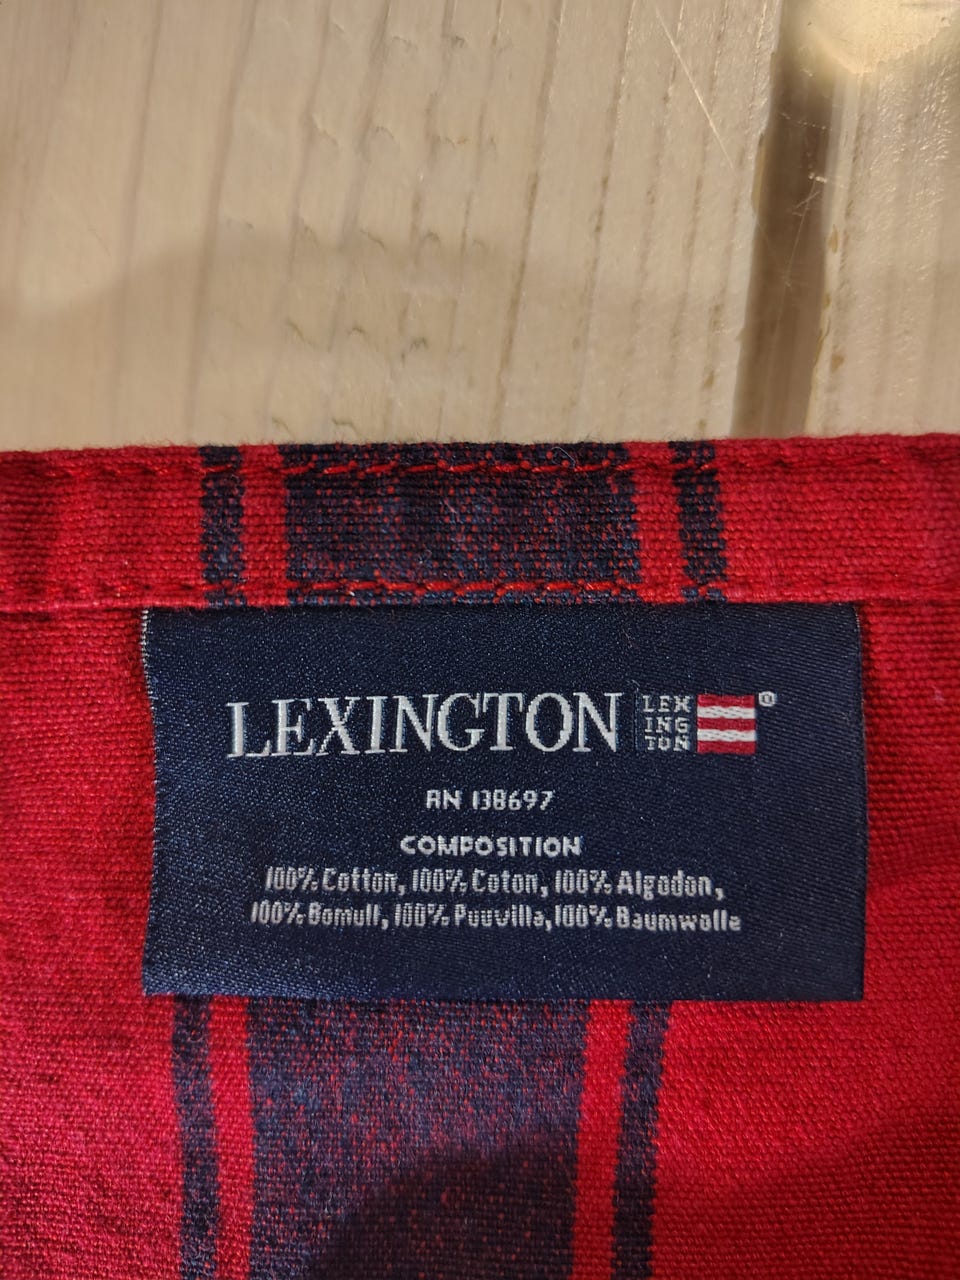 LEXINGTON
LEX
ING
TON
®
RN 138697
COMPOSITION
100% Cotton, 100% Coton, 100% Algodon,
100% Bomull, 100% Puuvilla, 100% Baumwolle